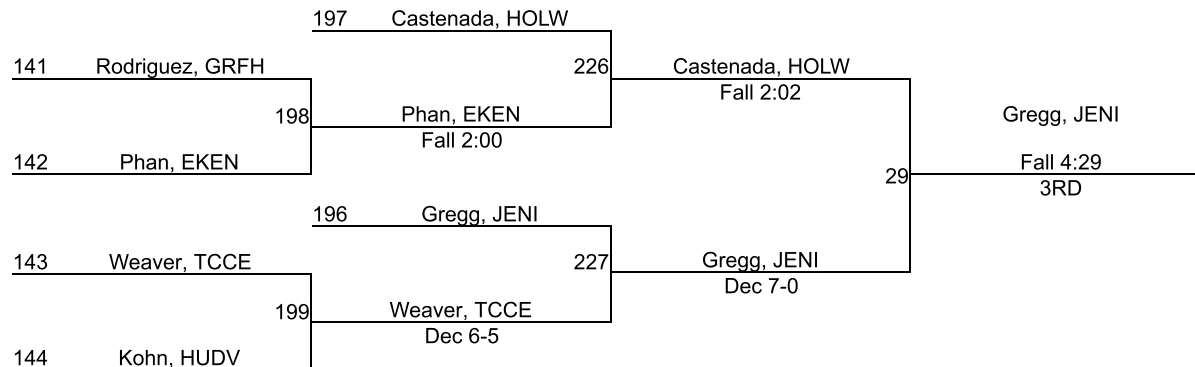 197 Castenada, HOLW
141 Rodriguez, GRFH
226 Castenada, HOLW
Fall 2:02
198 Phan, EKEN
Fall 2:00
Gregg, JENI
142 Phan, EKEN
Fall 4:29
29
3RD
196 Gregg, JENI
143 Weaver, TCCE
227 Gregg, JENI
Dec 7-0
199 Weaver, TCCE
Dec 6-5
144 Kohn, HUDV